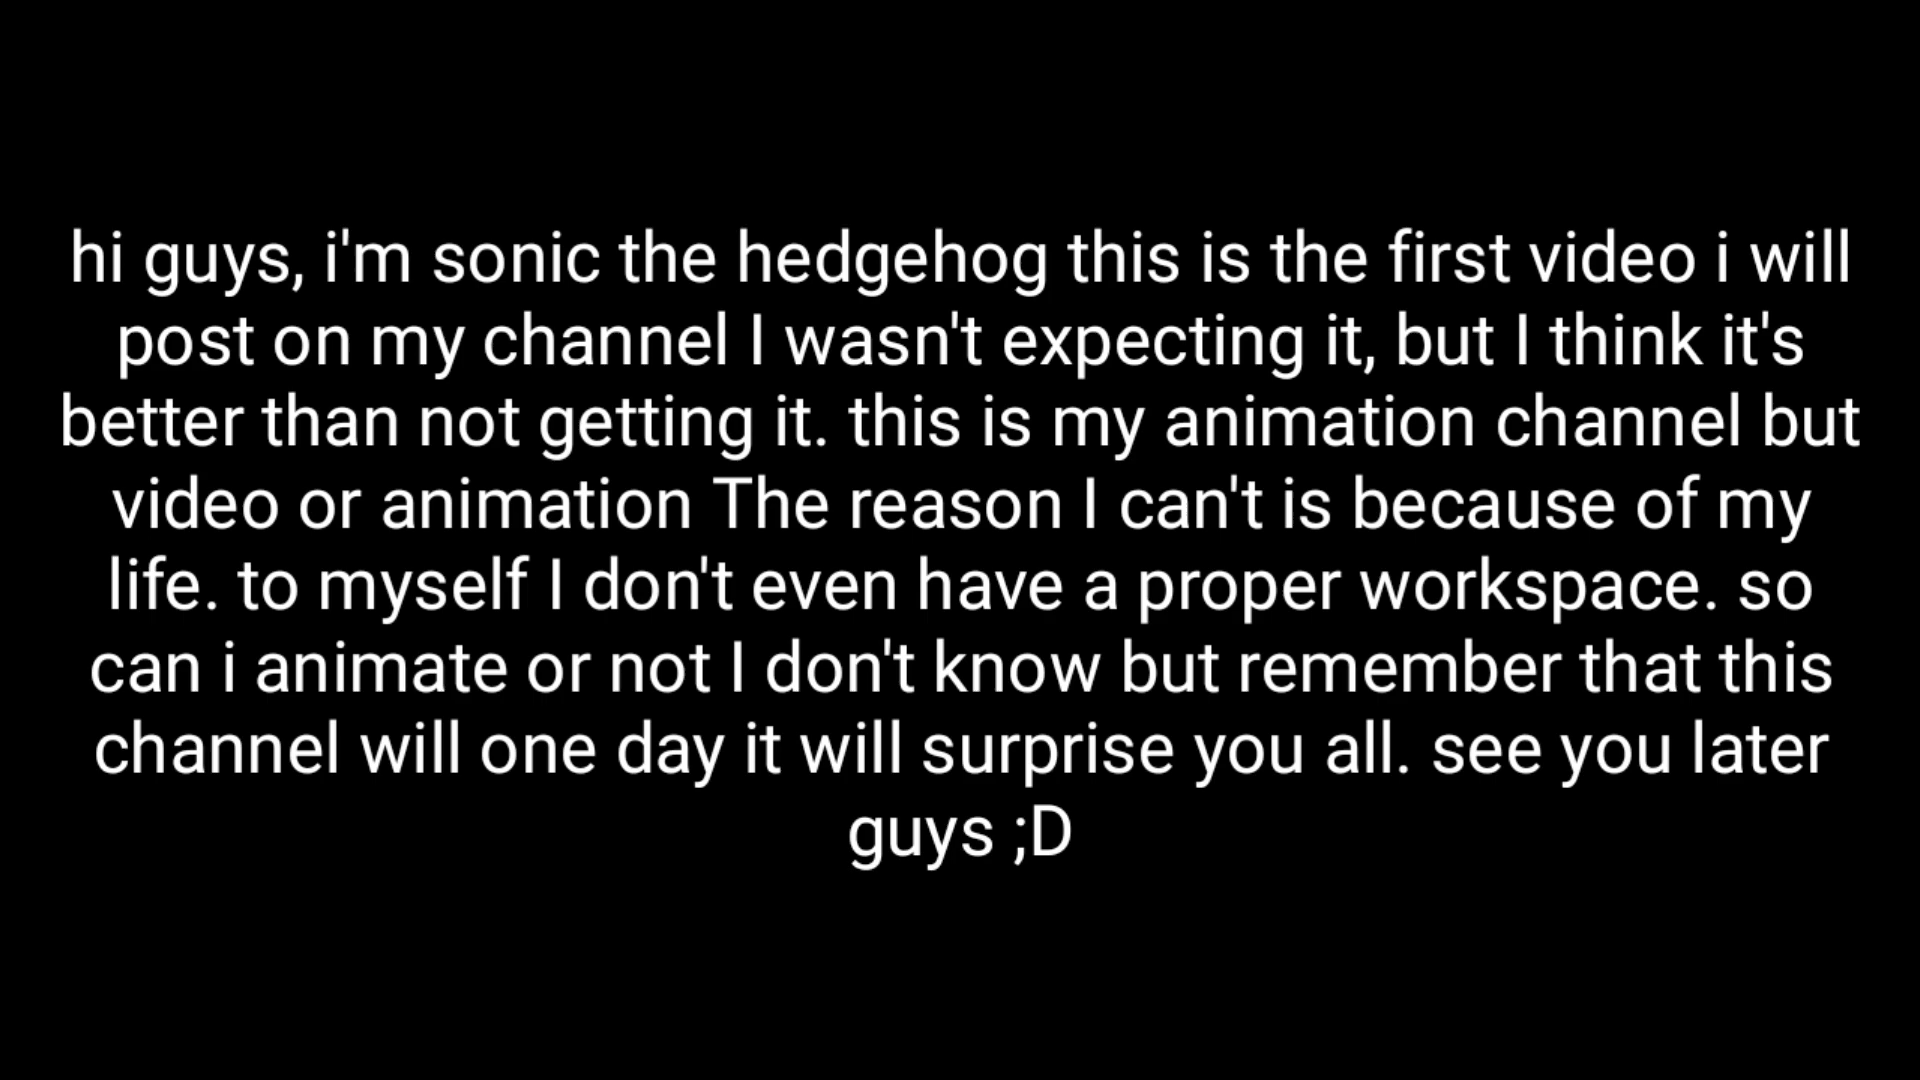 hi guys, i'm sonic the hedgehog this is the first video i will
post on my channel I wasn't expecting it, but I think it's
better than not getting it. this is my animation channel but
video or animation The reason I can't is because of my
life. to myself I don't even have a proper workspace. so
can i animate or not I don't know but remember that this
channel will one day it will surprise you all. see you later
guys ;D